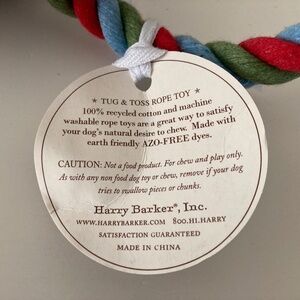 ★ TUG & TOSS ROPE TOY ★
100% recycled cotton and machine
washable rope toys are a great way to satisfy
your dog's natural desire to chew. Made with
earth friendly AZO-FREE dyes.
CAUTION: Not a food product. For chew and play only.
As with any non food dog toy or chew, remove if your dog
tries to swallow pieces or chunks.
Harry Barker®, Inc.
WWW.HARRYBARKER.COM 800.HI.HARRY
SATISFACTION GUARANTEED
MADE IN CHINA